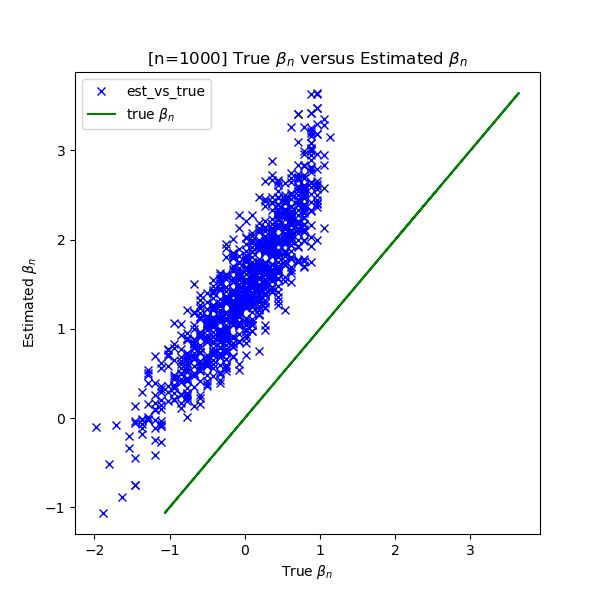 [n=1000] True βn versus Estimated βn
est_vs_true
true βn
3
2
1
0
−1
Estimated βn
−2 −1 0 1 2 3
True βn